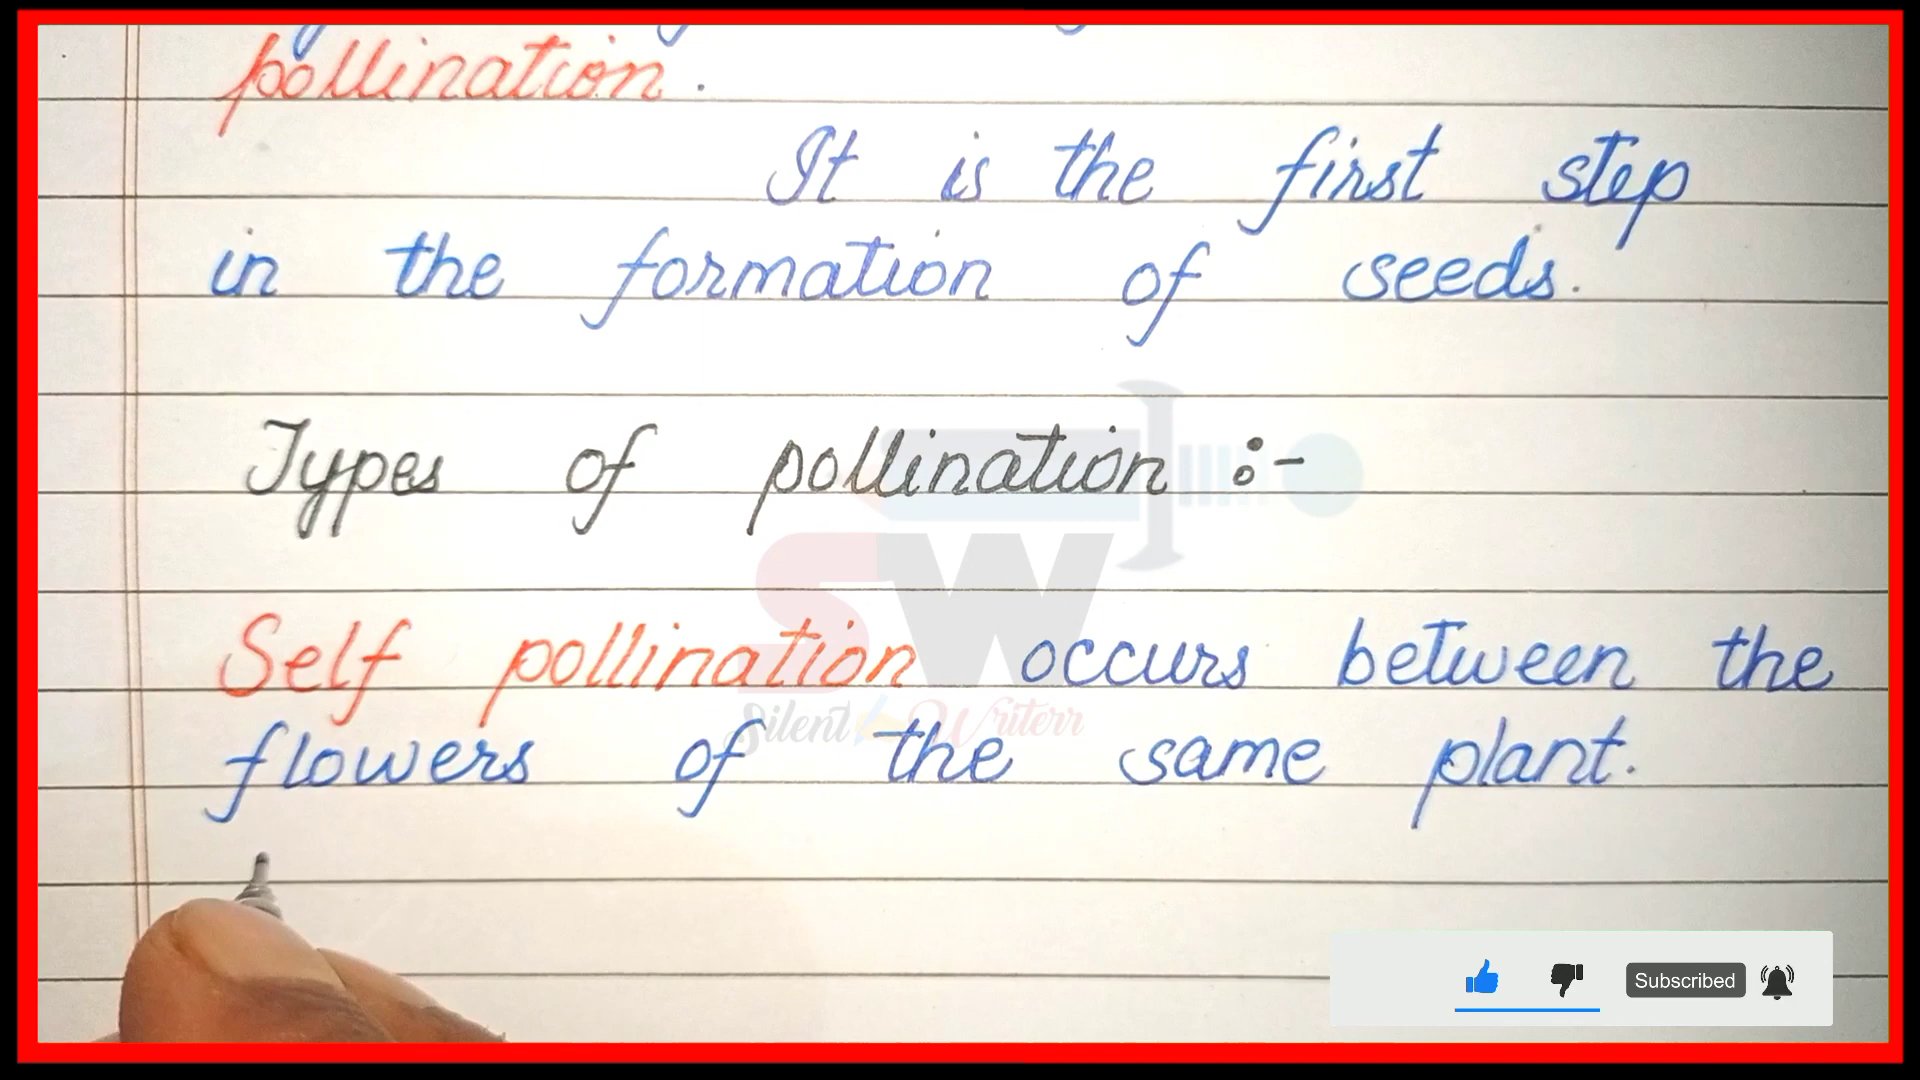 pollination.
It is the first step
in the formation of seeds.
Types of pollination :-
SW
Self pollination occurs between the
Silent Writerr
flowers of the same plant.
Subscribed